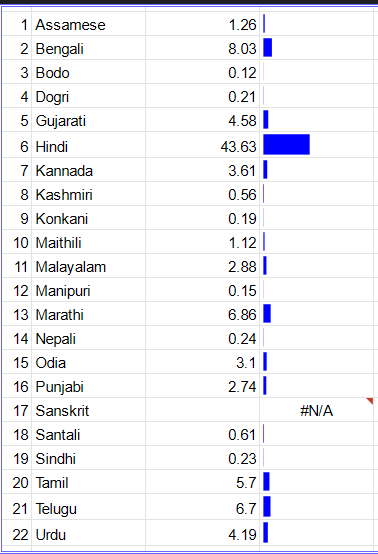 1 Assamese 1.26
2 Bengali 8.03
3 Bodo 0.12
4 Dogri 0.21
5 Gujarati 4.58
6 Hindi 43.63
7 Kannada 3.61
8 Kashmiri 0.56
9 Konkani 0.19
10 Maithili 1.12
11 Malayalam 2.88
12 Manipuri 0.15
13 Marathi 6.86
14 Nepali 0.24
15 Odia 3.1
16 Punjabi 2.74
17 Sanskrit #N/A
18 Santali 0.61
19 Sindhi 0.23
20 Tamil 5.7
21 Telugu 6.7
22 Urdu 4.19